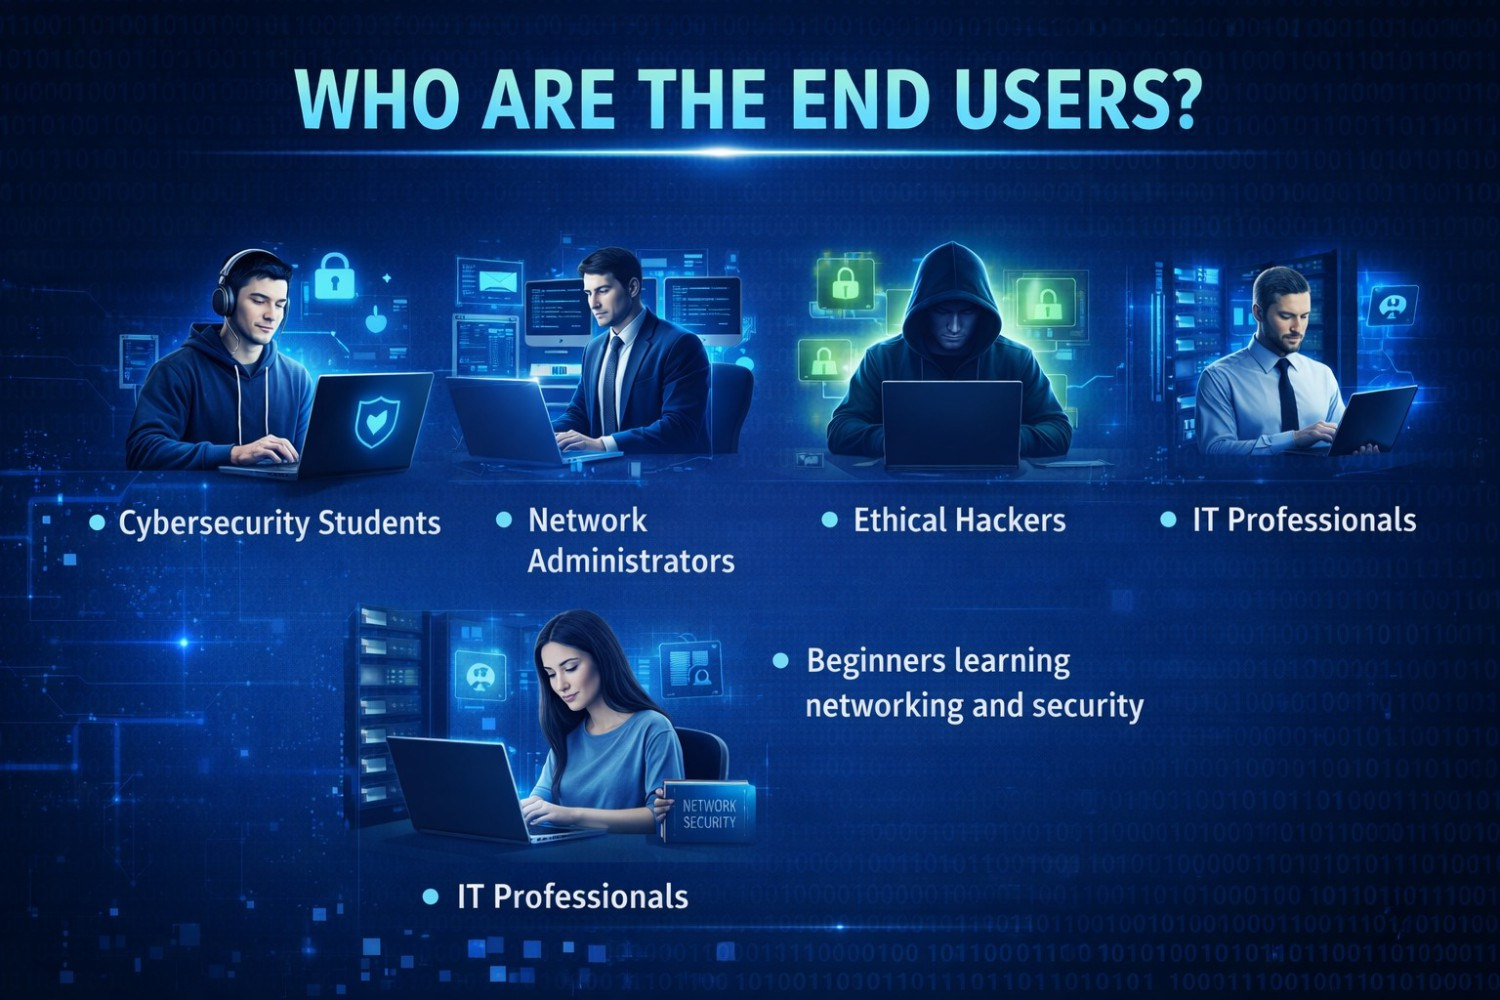 WHO ARE THE END USERS?
Cybersecurity Students
Network
Administrators
Ethical Hackers
IT Professionals
Beginners learning
networking and security
NETWORK
SECURITY
IT Professionals